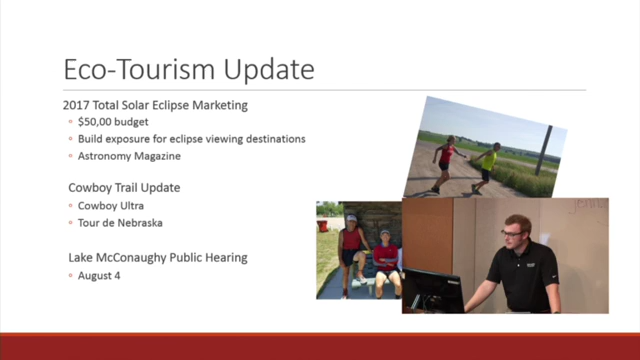 Eco-Tourism Update
2017 Total Solar Eclipse Marketing
$50,00 budget
Build exposure for eclipse viewing destinations
Astronomy Magazine
Cowboy Trail Update
Cowboy Ultra
Tour de Nebraska
Lake McConaughy Public Hearing
August 4